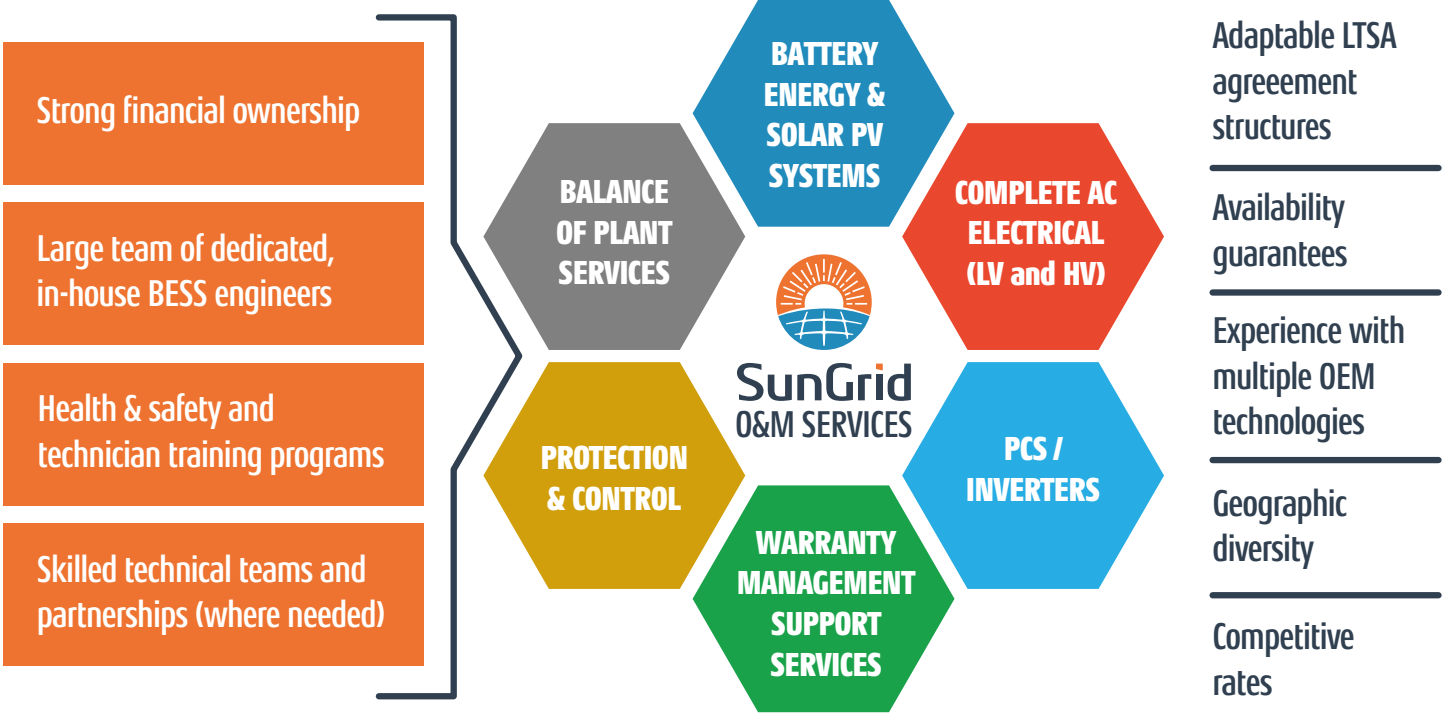 Strong financial ownership
Large team of dedicated,
in-house BESS engineers
Health & safety and
technician training programs
Skilled technical teams and
partnerships (where needed)
BATTERY
ENERGY &
SOLAR PV
SYSTEMS
BALANCE
OF PLANT
SERVICES
COMPLETE AC
ELECTRICAL
(LV and HV)
SunGrid
O&M SERVICES
PROTECTION
& CONTROL
PCS /
INVERTERS
WARRANTY
MANAGEMENT
SUPPORT
SERVICES
Adaptable LTSA
agreeement
structures
Availability
guarantees
Experience with
multiple OEM
technologies
Geographic
diversity
Competitive
rates